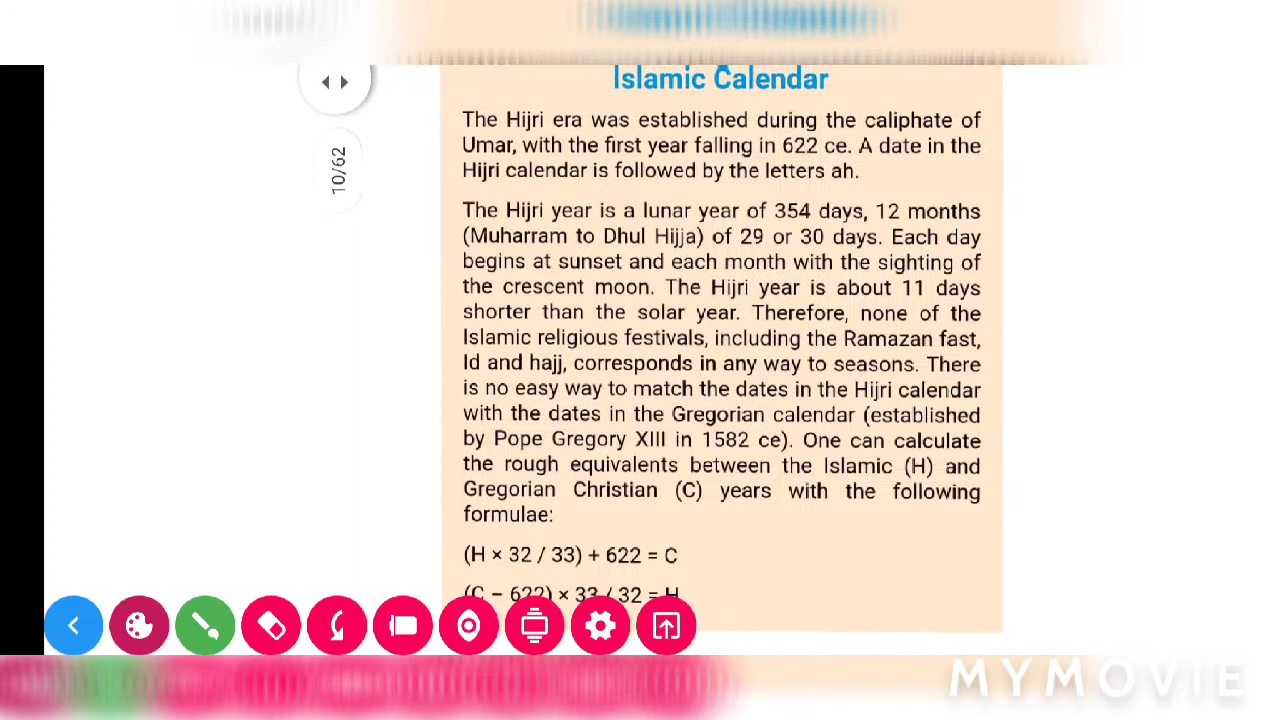 Islamic Calendar
The Hijri era was established during the caliphate of
Umar, with the first year falling in 622 ce. A date in the
Hijri calendar is followed by the letters ah.
The Hijri year is a lunar year of 354 days, 12 months
(Muharram to Dhul Hijja) of 29 or 30 days. Each day
begins at sunset and each month with the sighting of
the crescent moon. The Hijri year is about 11 days
shorter than the solar year. Therefore, none of the
Islamic religious festivals, including the Ramazan fast,
Id and hajj, corresponds in any way to seasons. There
is no easy way to match the dates in the Hijri calendar
with the dates in the Gregorian calendar (established
by Pope Gregory XIII in 1582 ce). One can calculate
the rough equivalents between the Islamic (H) and
Gregorian Christian (C) years with the following
formulae:
(H × 32 / 33) + 622 = C
(C – 622) × 33 / 32 = H
10/62
MYMOVIE